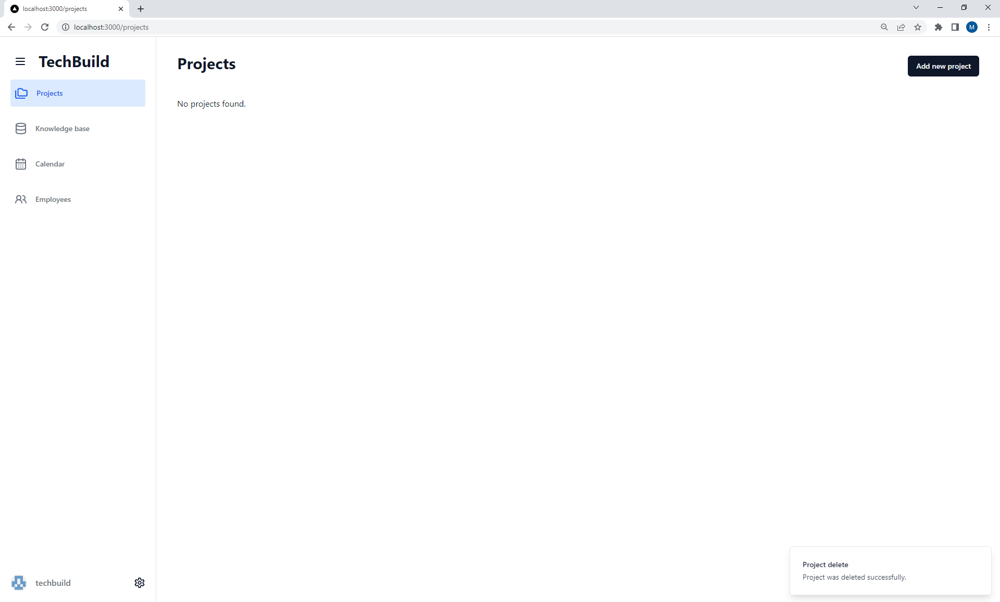 localhost:3000/projects
localhost:3000/projects
M
TechBuild
Projects
Add new project
Projects
No projects found.
Knowledge base
Calendar
Employees
Project delete
Project was deleted successfully.
techbuild